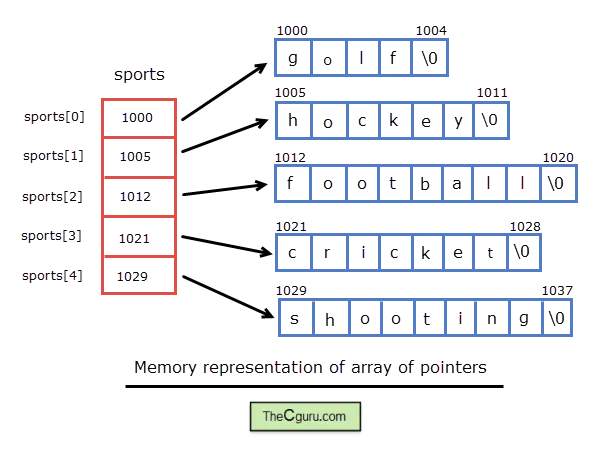 1000 1004
g o l f \0
sports
1005 1011
sports[0] 1000
h o c k e y \0
sports[1] 1005
1012 1020
f o o t b a l l \0
sports[2] 1012
1021 1028
sports[3] 1021
c r i c k e t \0
sports[4] 1029
1029 1037
s h o o t i n g \0
Memory representation of array of pointers
TheCguru.com